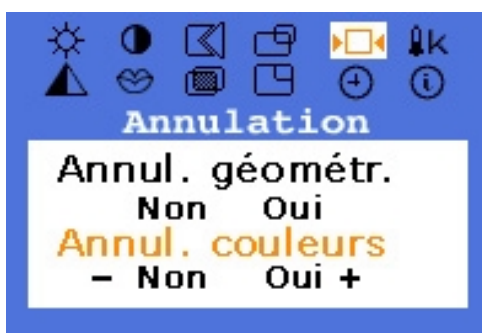 K
Annulation
Annul. géométr.
Non Oui
Annul. couleurs
– Non Oui +